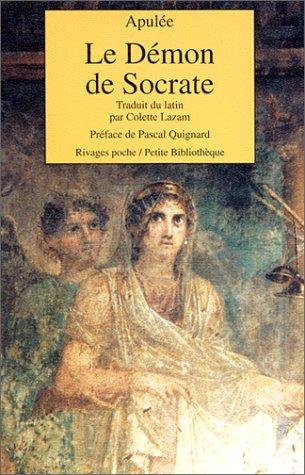 Apulée
Le Démon
de Socrate
Traduit du latin
par Colette Lazam
Préface de Pascal Quignard
Rivages poche / Petite Bibliothèque